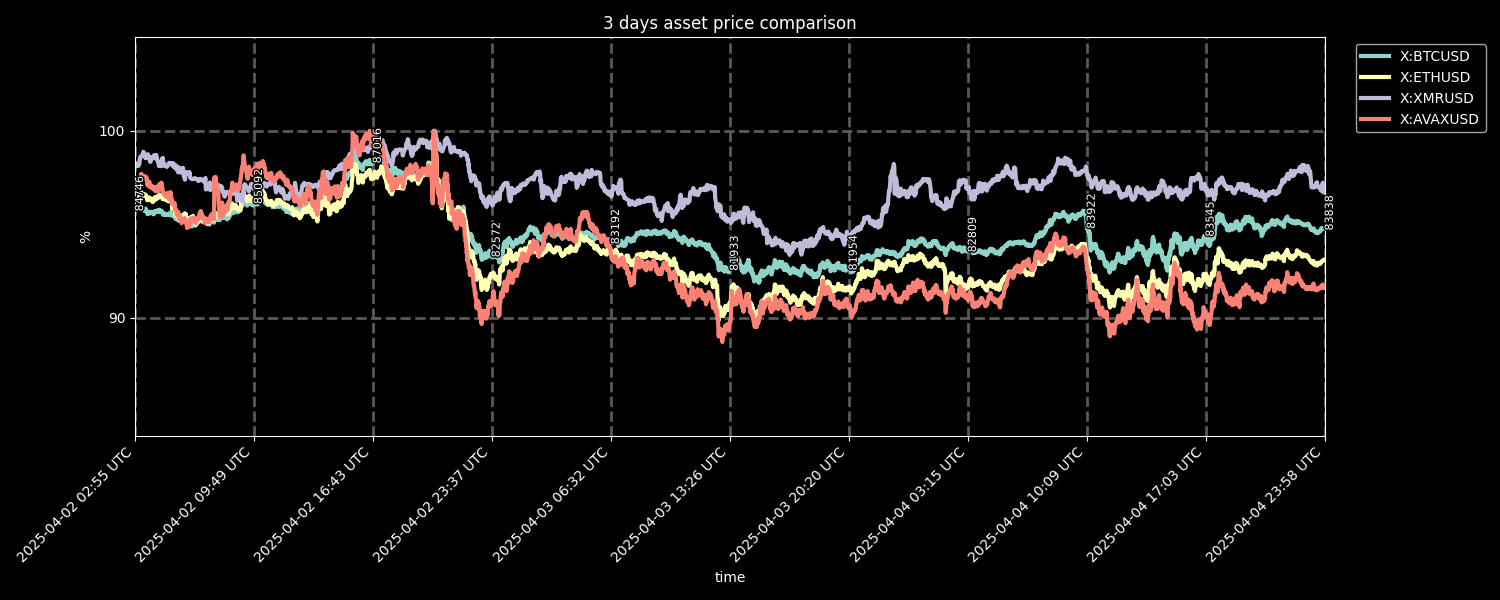 3 days asset price comparison
X:BTCUSD
X:ETHUSD
X:XMRUSD
X:AVAXUSD
100
90
%
84746
85092
87016
82572
83192
81933
81954
82809
83922
83545
83838
2025-04-02 02:55 UTC
2025-04-02 09:49 UTC
2025-04-02 16:43 UTC
2025-04-02 23:37 UTC
2025-04-03 06:32 UTC
2025-04-03 13:26 UTC
2025-04-03 20:20 UTC
2025-04-04 03:15 UTC
2025-04-04 10:09 UTC
2025-04-04 17:03 UTC
2025-04-04 23:58 UTC
time